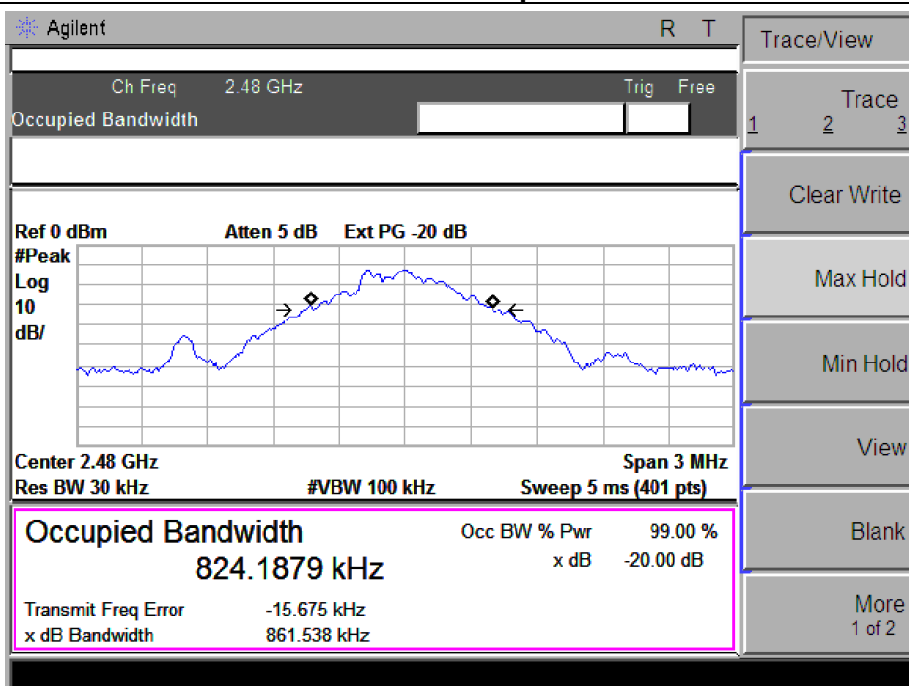 Agilent R T
Trace/View
Ch Freq 2.48 GHz Trig Free
Occupied Bandwidth
Trace
1 2 3
Clear Write
Ref 0 dBm Atten 5 dB Ext PG -20 dB
#Peak
Log
10
dB/
Max Hold
Min Hold
View
Center 2.48 GHz Span 3 MHz
Res BW 30 kHz #VBW 100 kHz Sweep 5 ms (401 pts)
Occupied Bandwidth Occ BW % Pwr 99.00 %
824.1879 kHz x dB -20.00 dB
Blank
Transmit Freq Error -15.675 kHz
x dB Bandwidth 861.538 kHz
More
1 of 2